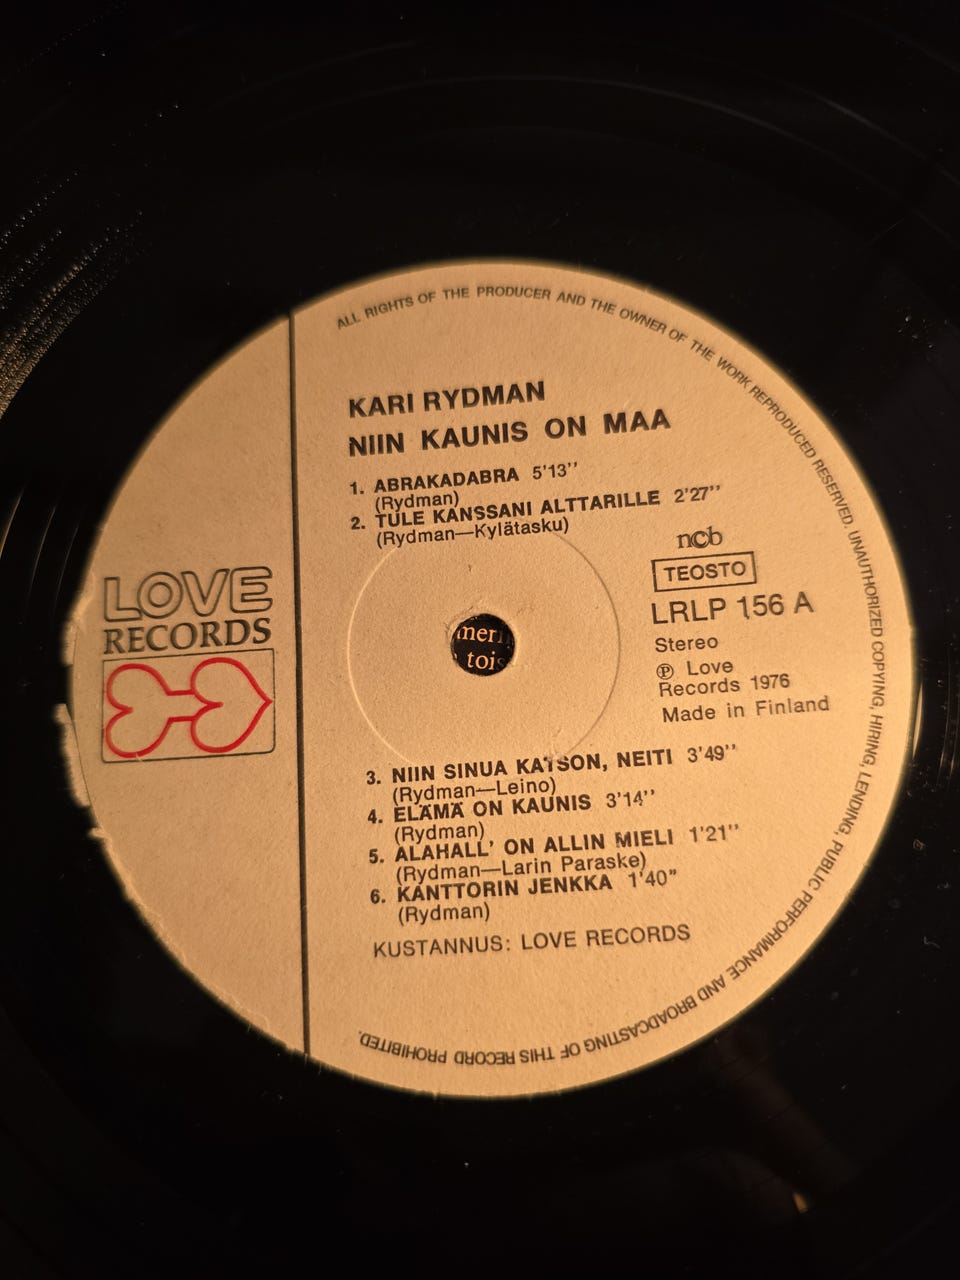 ALL RIGHTS OF THE PRODUCER AND THE OWNER OF THE WORK REPRODUCED RESERVED. UNAUTHORIZED COPYING, HIRING, LENDING, PUBLIC PERFORMANCE AND BROADCASTING OF THIS RECORD PROHIBITED.
KARI RYDMAN
NIIN KAUNIS ON MAA
1. ABRAKADABRA 5'13''
(Rydman)
2. TULE KANSSANI ALTTARILLE 2'27''
(Rydman—Kylätasku)
ncb
TEOSTO
LRLP 156 A
Stereo
Ⓟ Love
Records 1976
Made in Finland
LOVE
RECORDS
meri
tois
3. NIIN SINUA KATSON, NEITI 3'49''
(Rydman—Leino)
4. ELÄMÄ ON KAUNIS 3'14''
(Rydman)
5. ALAHALL' ON ALLIN MIELI 1'21''
(Rydman—Larin Paraske)
6. KANTTORIN JENKKA 1'40''
(Rydman)
KUSTANNUS: LOVE RECORDS